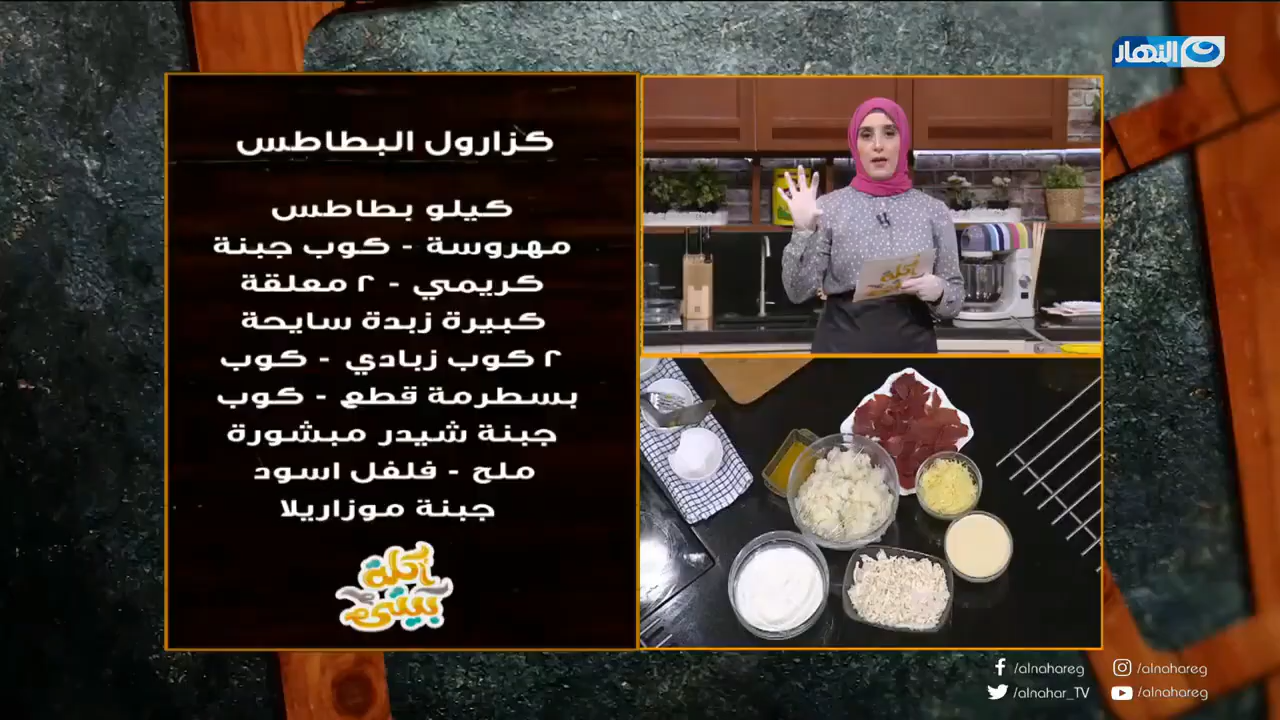 النهار
كزارول البطاطس
كيلو بطاطس
مهروسة - كوب جبنة
كريمي - ٢ معلقة
كبيرة زبدة سايحة
٢ كوب زبادي - كوب
بسطرمة قطع - كوب
جبنة شيدر مبشورة
ملح - فلفل اسود
جبنة موزاريلا
أكلة
بيتي
أكلة
/alnahareg
/alnahareg
/alnahar_TV
/alnahareg